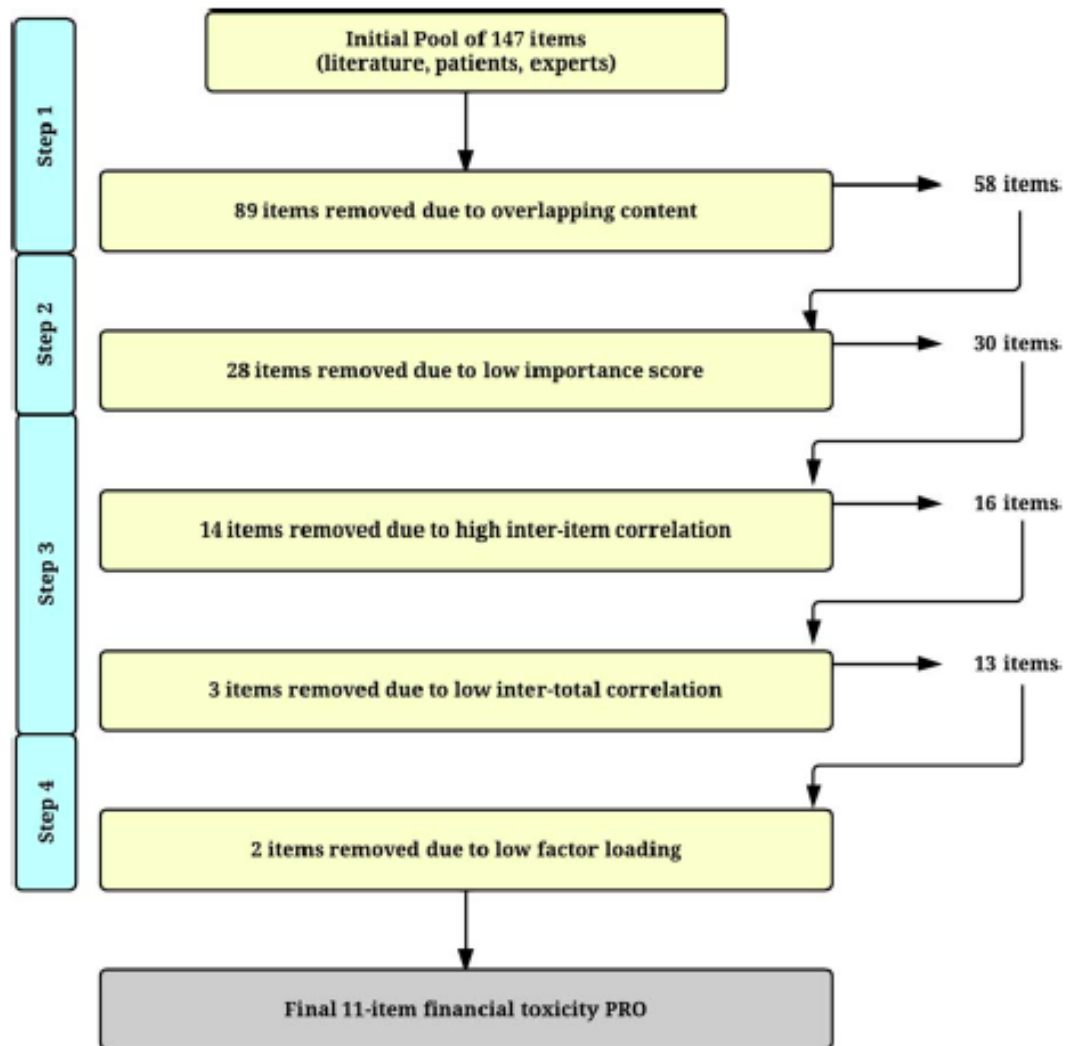 Step 1
Initial Pool of 147 items
(literature, patients, experts)
89 items removed due to overlapping content
58 items.
Step 2
28 items removed due to low importance score
30 items.
Step 3
14 items removed due to high inter-item correlation
16 items.
3 items removed due to low inter-total correlation
13 items.
Step 4
2 items removed due to low factor loading
Final 11-item financial toxicity PRO